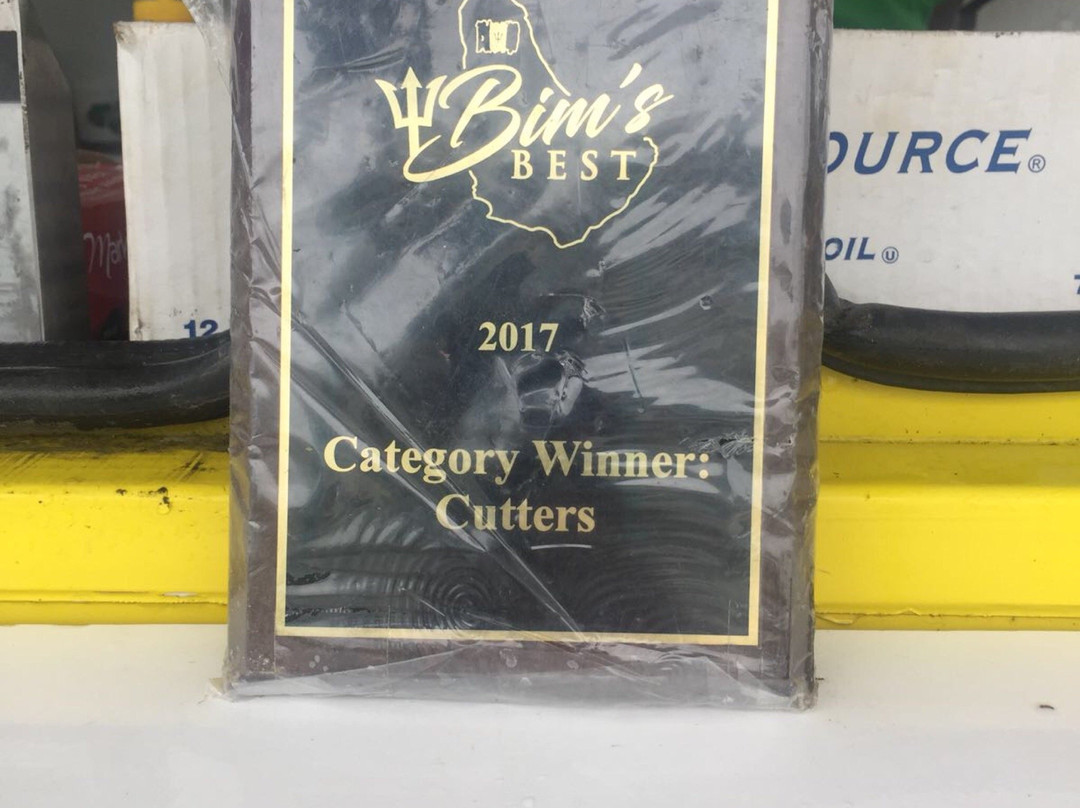 Bim's
BEST
2017
Category Winner:
Cutters
OURCE®
OIL Ⓤ
12